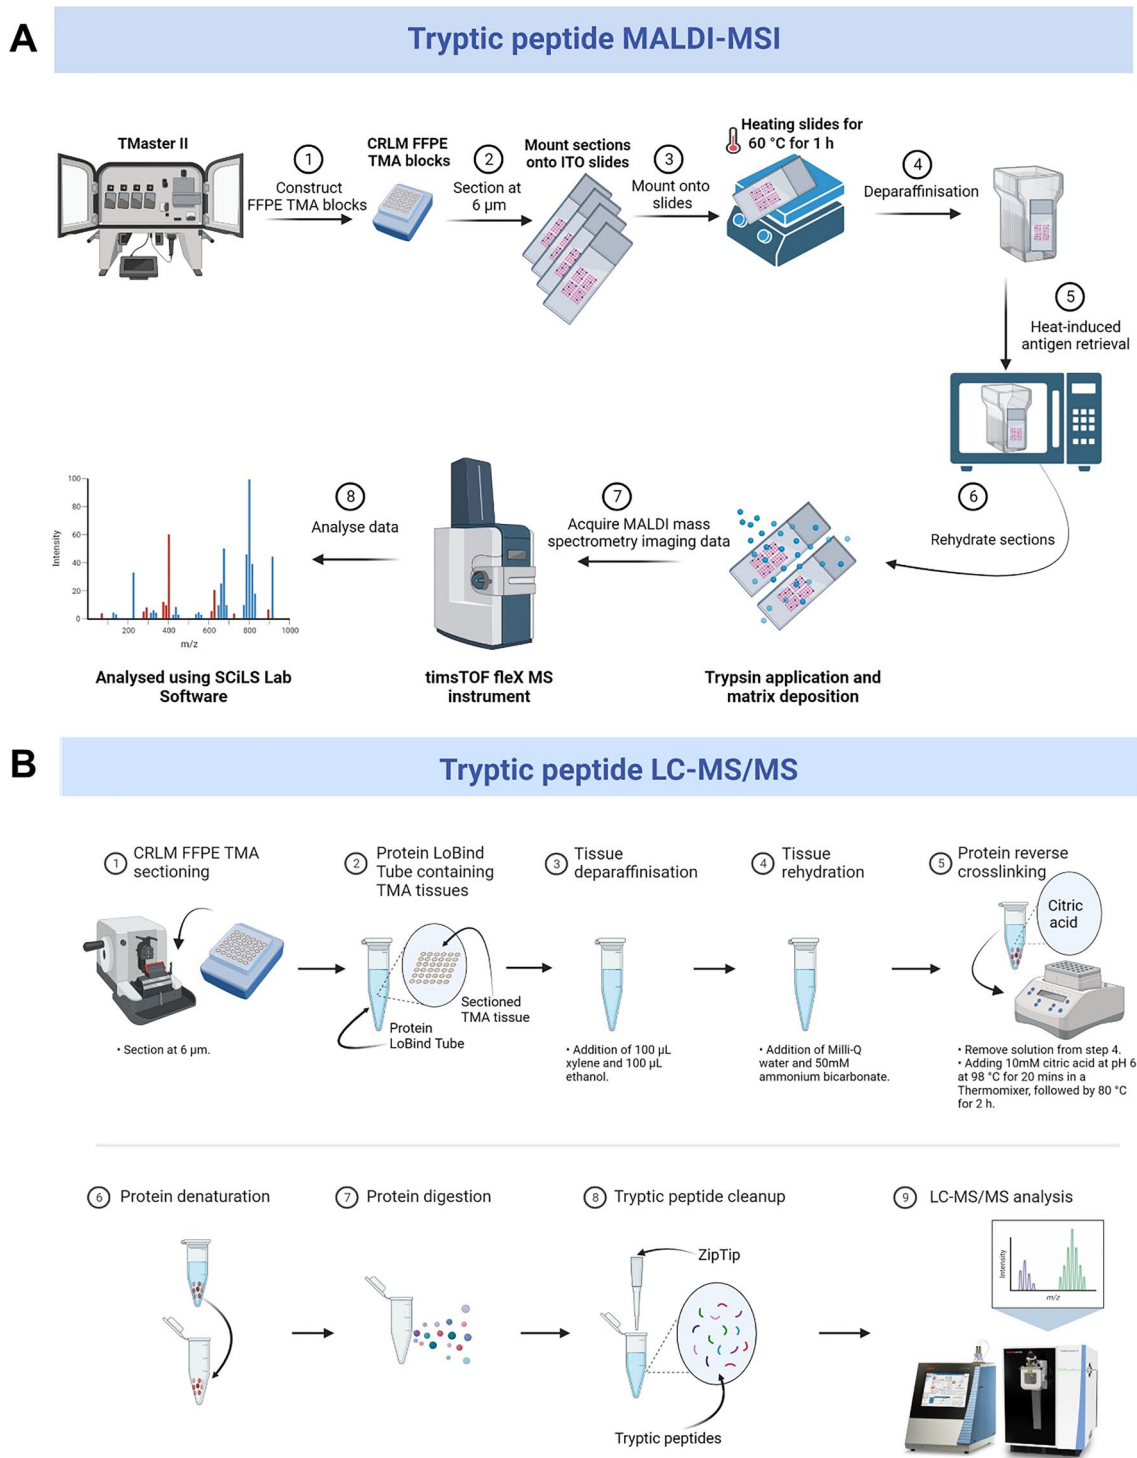 A
Tryptic peptide MALDI-MSI
TMaster II
1
Construct
FFPE TMA blocks
CRLM FFPE
TMA blocks
2
Section at
6 µm
Mount sections
onto ITO slides
3
Mount onto
slides
Heating slides for
60 °C for 1 h
4
Deparaffinisation
5
Heat-induced
antigen retrieval
6
Rehydrate sections
Trypsin application and
matrix deposition
7
Acquire MALDI mass
spectrometry imaging data
timsTOF fleX MS
instrument
8
Analyse data
Intensity
100
80
60
40
20
0
200
400
600
800
1000
m/z
Analysed using SCiLS Lab
Software
B
Tryptic peptide LC-MS/MS
1
CRLM FFPE TMA
sectioning
• Section at 6 µm.
2
Protein LoBind
Tube containing
TMA tissues
Sectioned
TMA tissue
Protein
LoBind Tube
3
Tissue
deparaffinisation
• Addition of 100 µL
xylene and 100 µL
ethanol.
4
Tissue
rehydration
• Addition of Milli-Q
water and 50mM
ammonium bicarbonate.
5
Protein reverse
crosslinking
Citric
acid
• Remove solution from step 4.
• Adding 10mM citric acid at pH 6
at 98 °C for 20 mins in a
Thermomixer, followed by 80 °C
for 2 h.
6
Protein denaturation
7
Protein digestion
8
Tryptic peptide cleanup
ZipTip
Tryptic peptides
9
LC-MS/MS analysis
Intensity
m/z